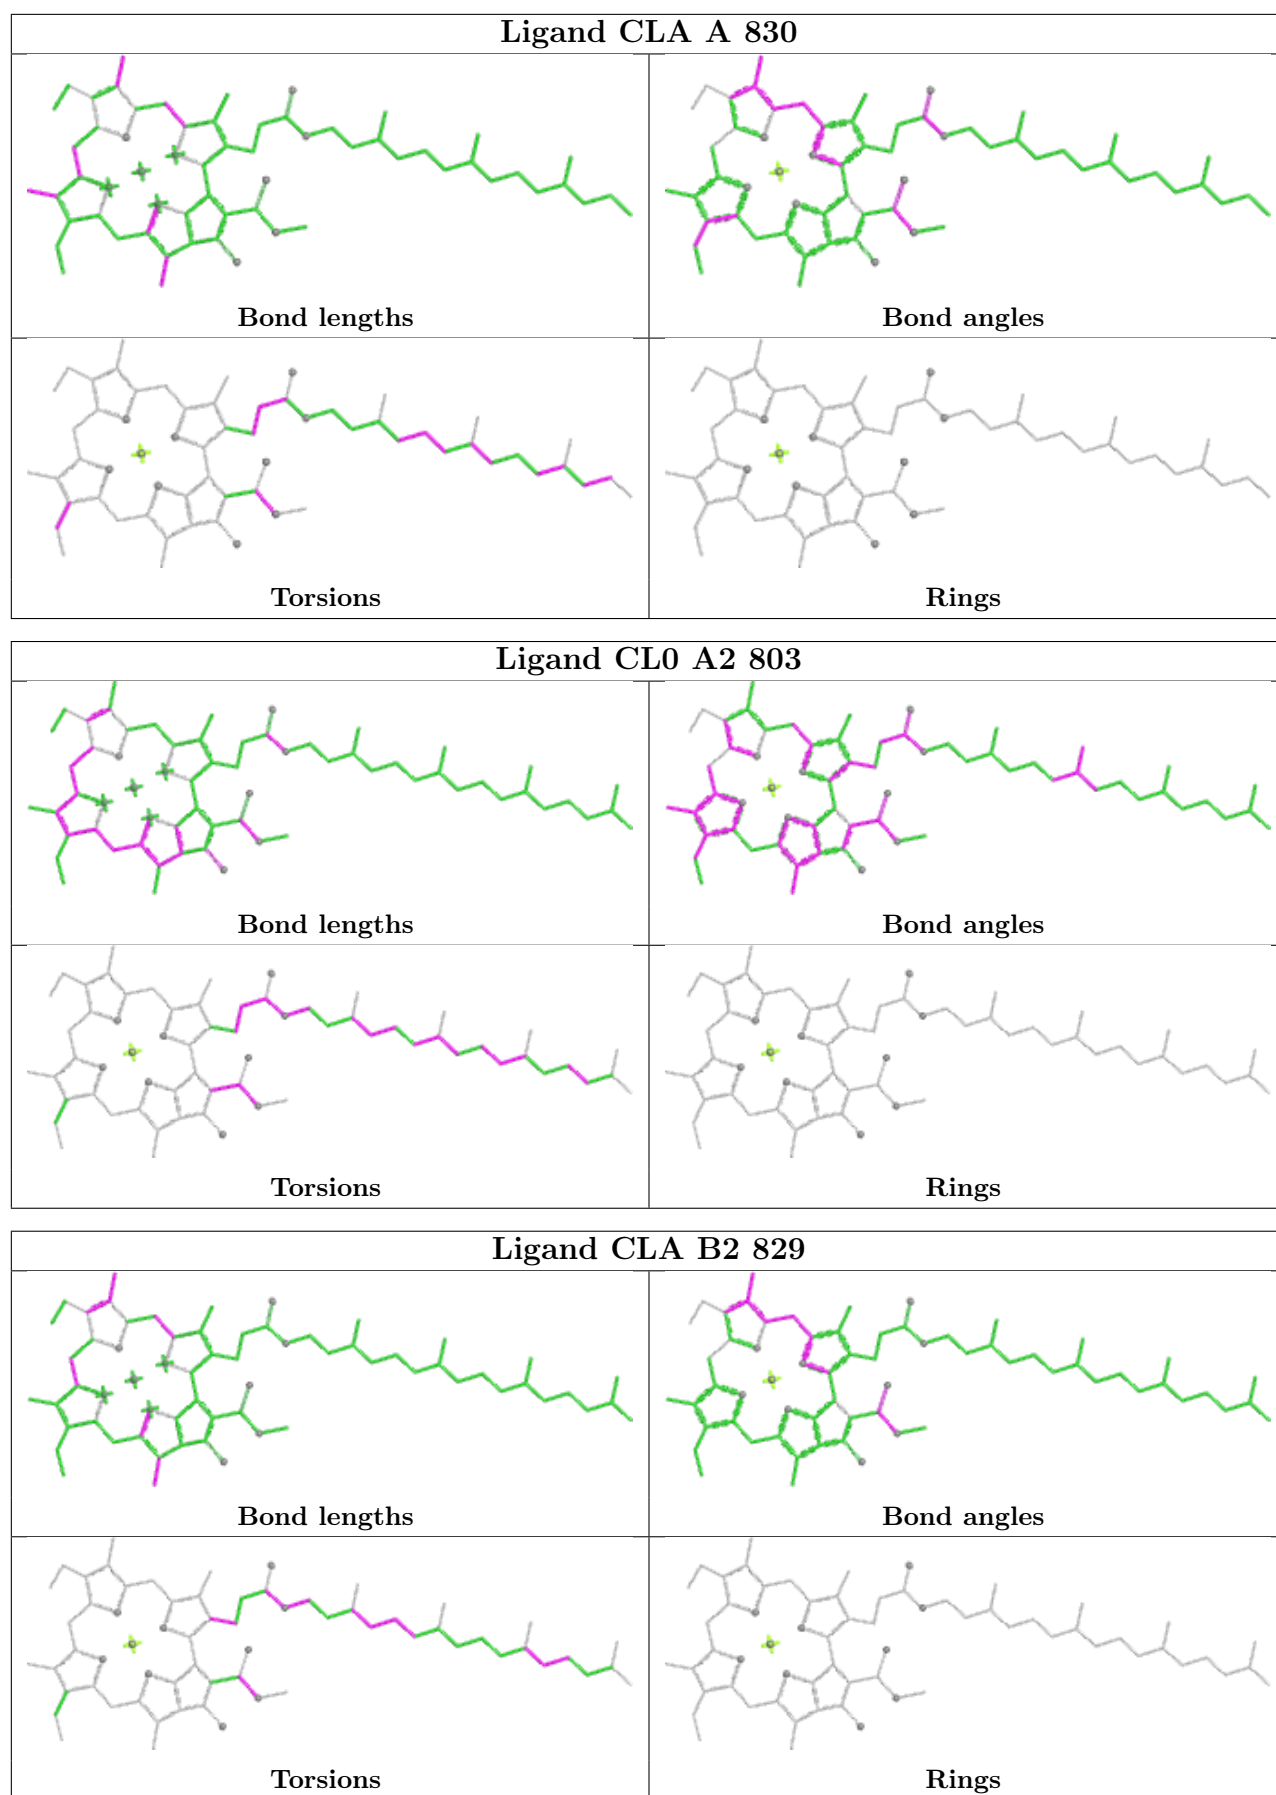 Ligand CLA A 830
Bond lengths
Bond angles
Torsions
Rings
Ligand CL0 A2 803
Bond lengths
Bond angles
Torsions
Rings
Ligand CLA B2 829
Bond lengths
Bond angles
Torsions
Rings